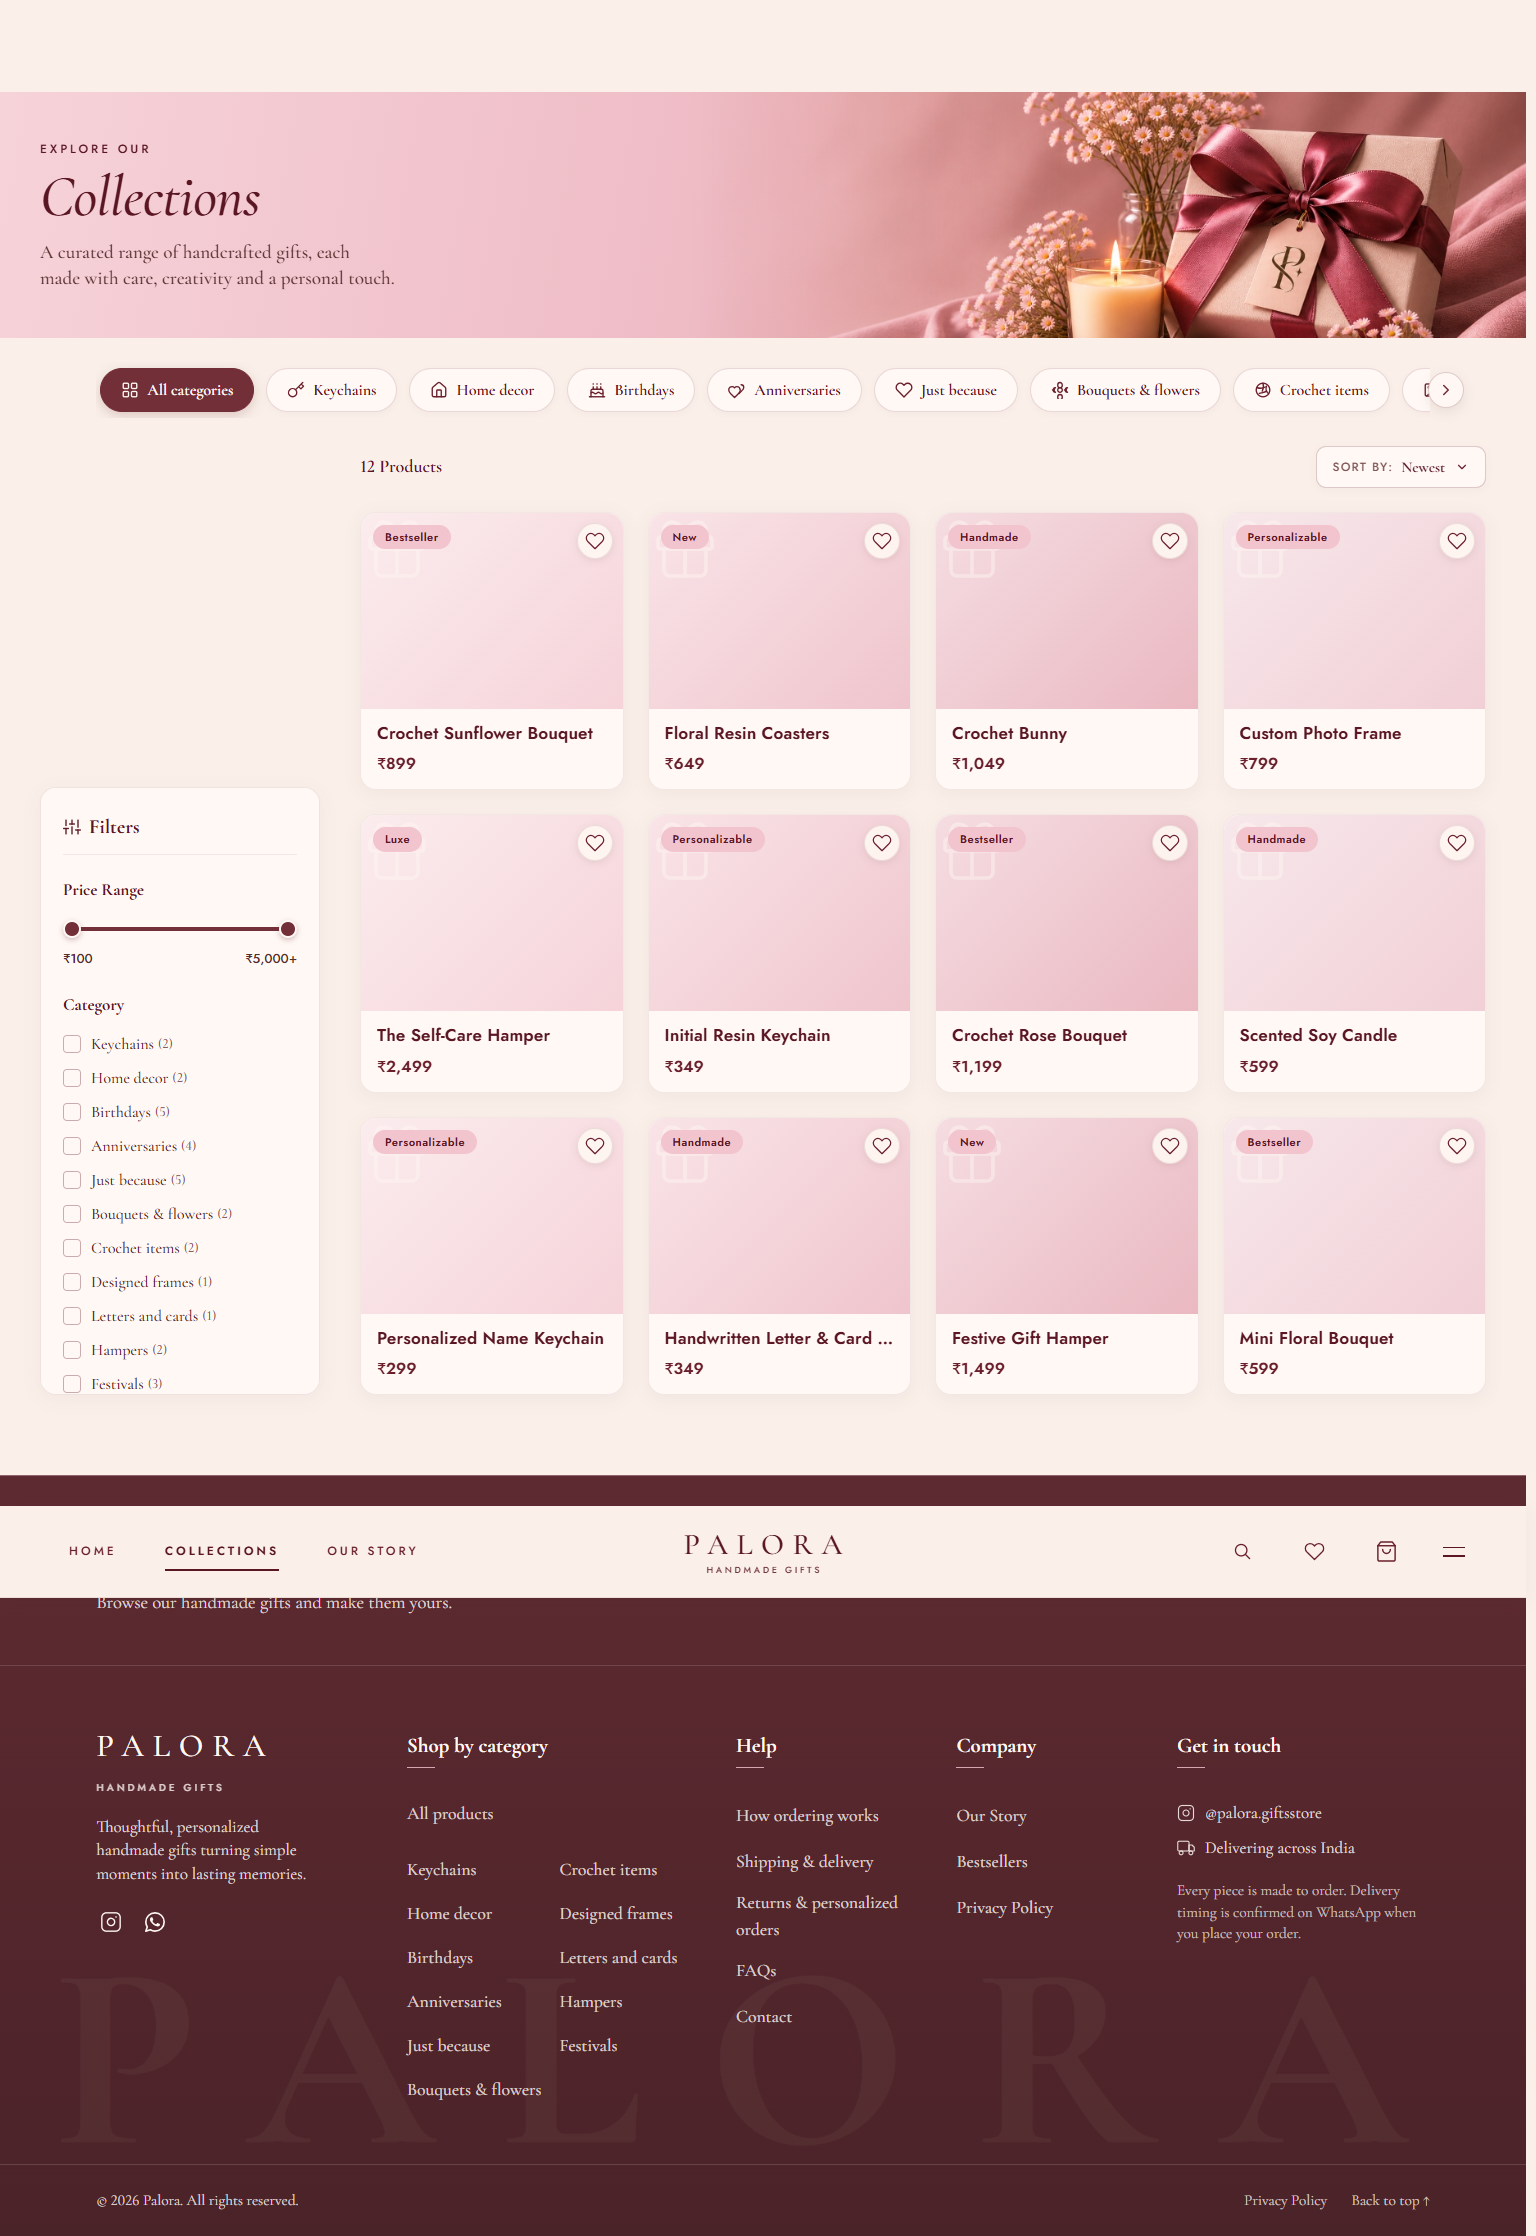 EXPLORE OUR
Collections
A curated range of handcrafted gifts, each
made with care, creativity and a personal touch.
All categories
Keychains
Home decor
Birthdays
Anniversaries
Just because
Bouquets & flowers
Crochet items
12 Products
SORT BY: Newest
Bestseller
New
Handmade
Personalizable
Crochet Sunflower Bouquet
₹899
Floral Resin Coasters
₹649
Crochet Bunny
₹1,049
Custom Photo Frame
₹799
Filters
Price Range
₹100
₹5,000+
Category
Keychains (2)
Home decor (2)
Birthdays (5)
Anniversaries (4)
Just because (5)
Bouquets & flowers (2)
Crochet items (2)
Designed frames (1)
Letters and cards (1)
Hampers (2)
Festivals (3)
Luxe
Personalizable
Bestseller
Handmade
The Self-Care Hamper
₹2,499
Initial Resin Keychain
₹349
Crochet Rose Bouquet
₹1,199
Scented Soy Candle
₹599
Personalizable
Handmade
New
Bestseller
Personalized Name Keychain
₹299
Handwritten Letter & Card ...
₹349
Festive Gift Hamper
₹1,499
Mini Floral Bouquet
₹599
HOME
COLLECTIONS
OUR STORY
PALORA
HANDMADE GIFTS
Browse our handmade gifts and make them yours.
PALORA
HANDMADE GIFTS
Thoughtful, personalized
handmade gifts turning simple
moments into lasting memories.
Shop by category
All products
Keychains
Home decor
Birthdays
Anniversaries
Just because
Bouquets & flowers
Crochet items
Designed frames
Letters and cards
Hampers
Festivals
Help
How ordering works
Shipping & delivery
Returns & personalized
orders
FAQs
Contact
Company
Our Story
Bestsellers
Privacy Policy
Get in touch
@palora.giftsstore
Delivering across India
Every piece is made to order. Delivery
timing is confirmed on WhatsApp when
you place your order.
PALORA
© 2026 Palora. All rights reserved.
Privacy Policy
Back to top ↑